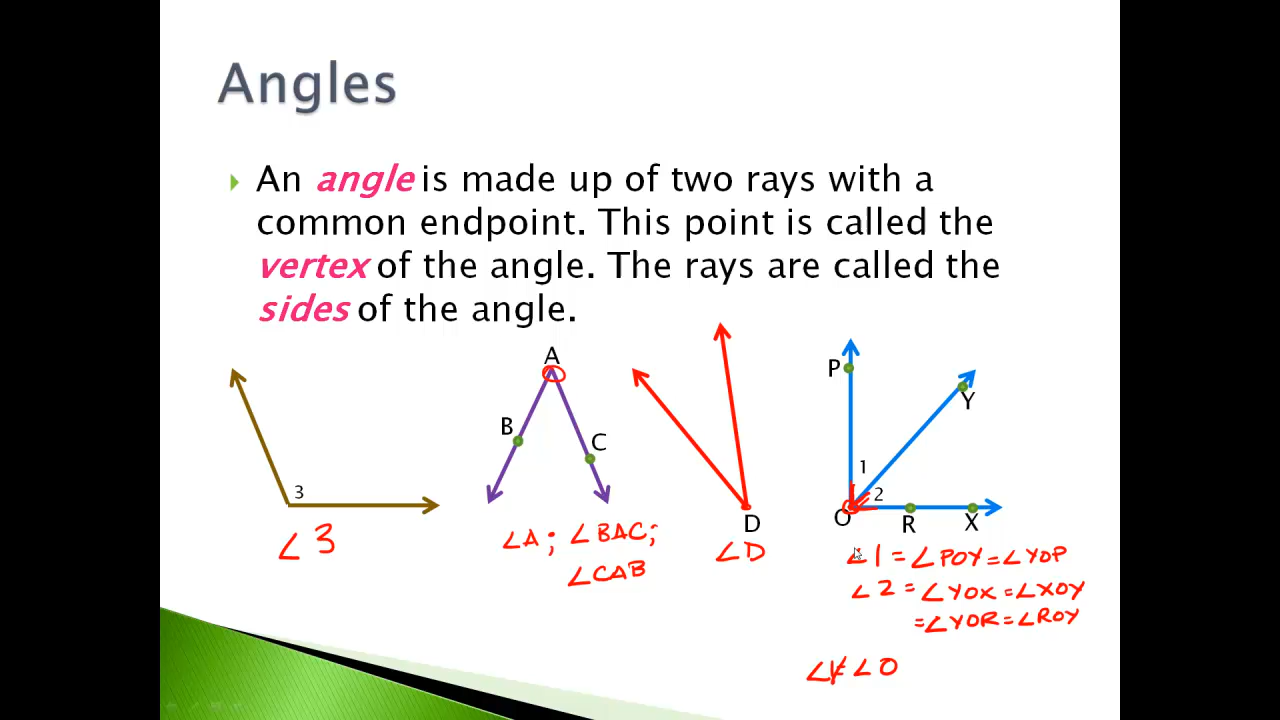 Angles
An angle is made up of two rays with a
common endpoint. This point is called the
vertex of the angle. The rays are called the
sides of the angle.
3
∠3
A
B
C
∠A; ∠BAC;
∠CAB
D
∠D
P
Y
1
2
O
R
X
∠1 = ∠POY = ∠YOP
∠2 = ∠YOX = ∠XOY
= ∠YOR = ∠ROY
∠1 ≠ ∠O